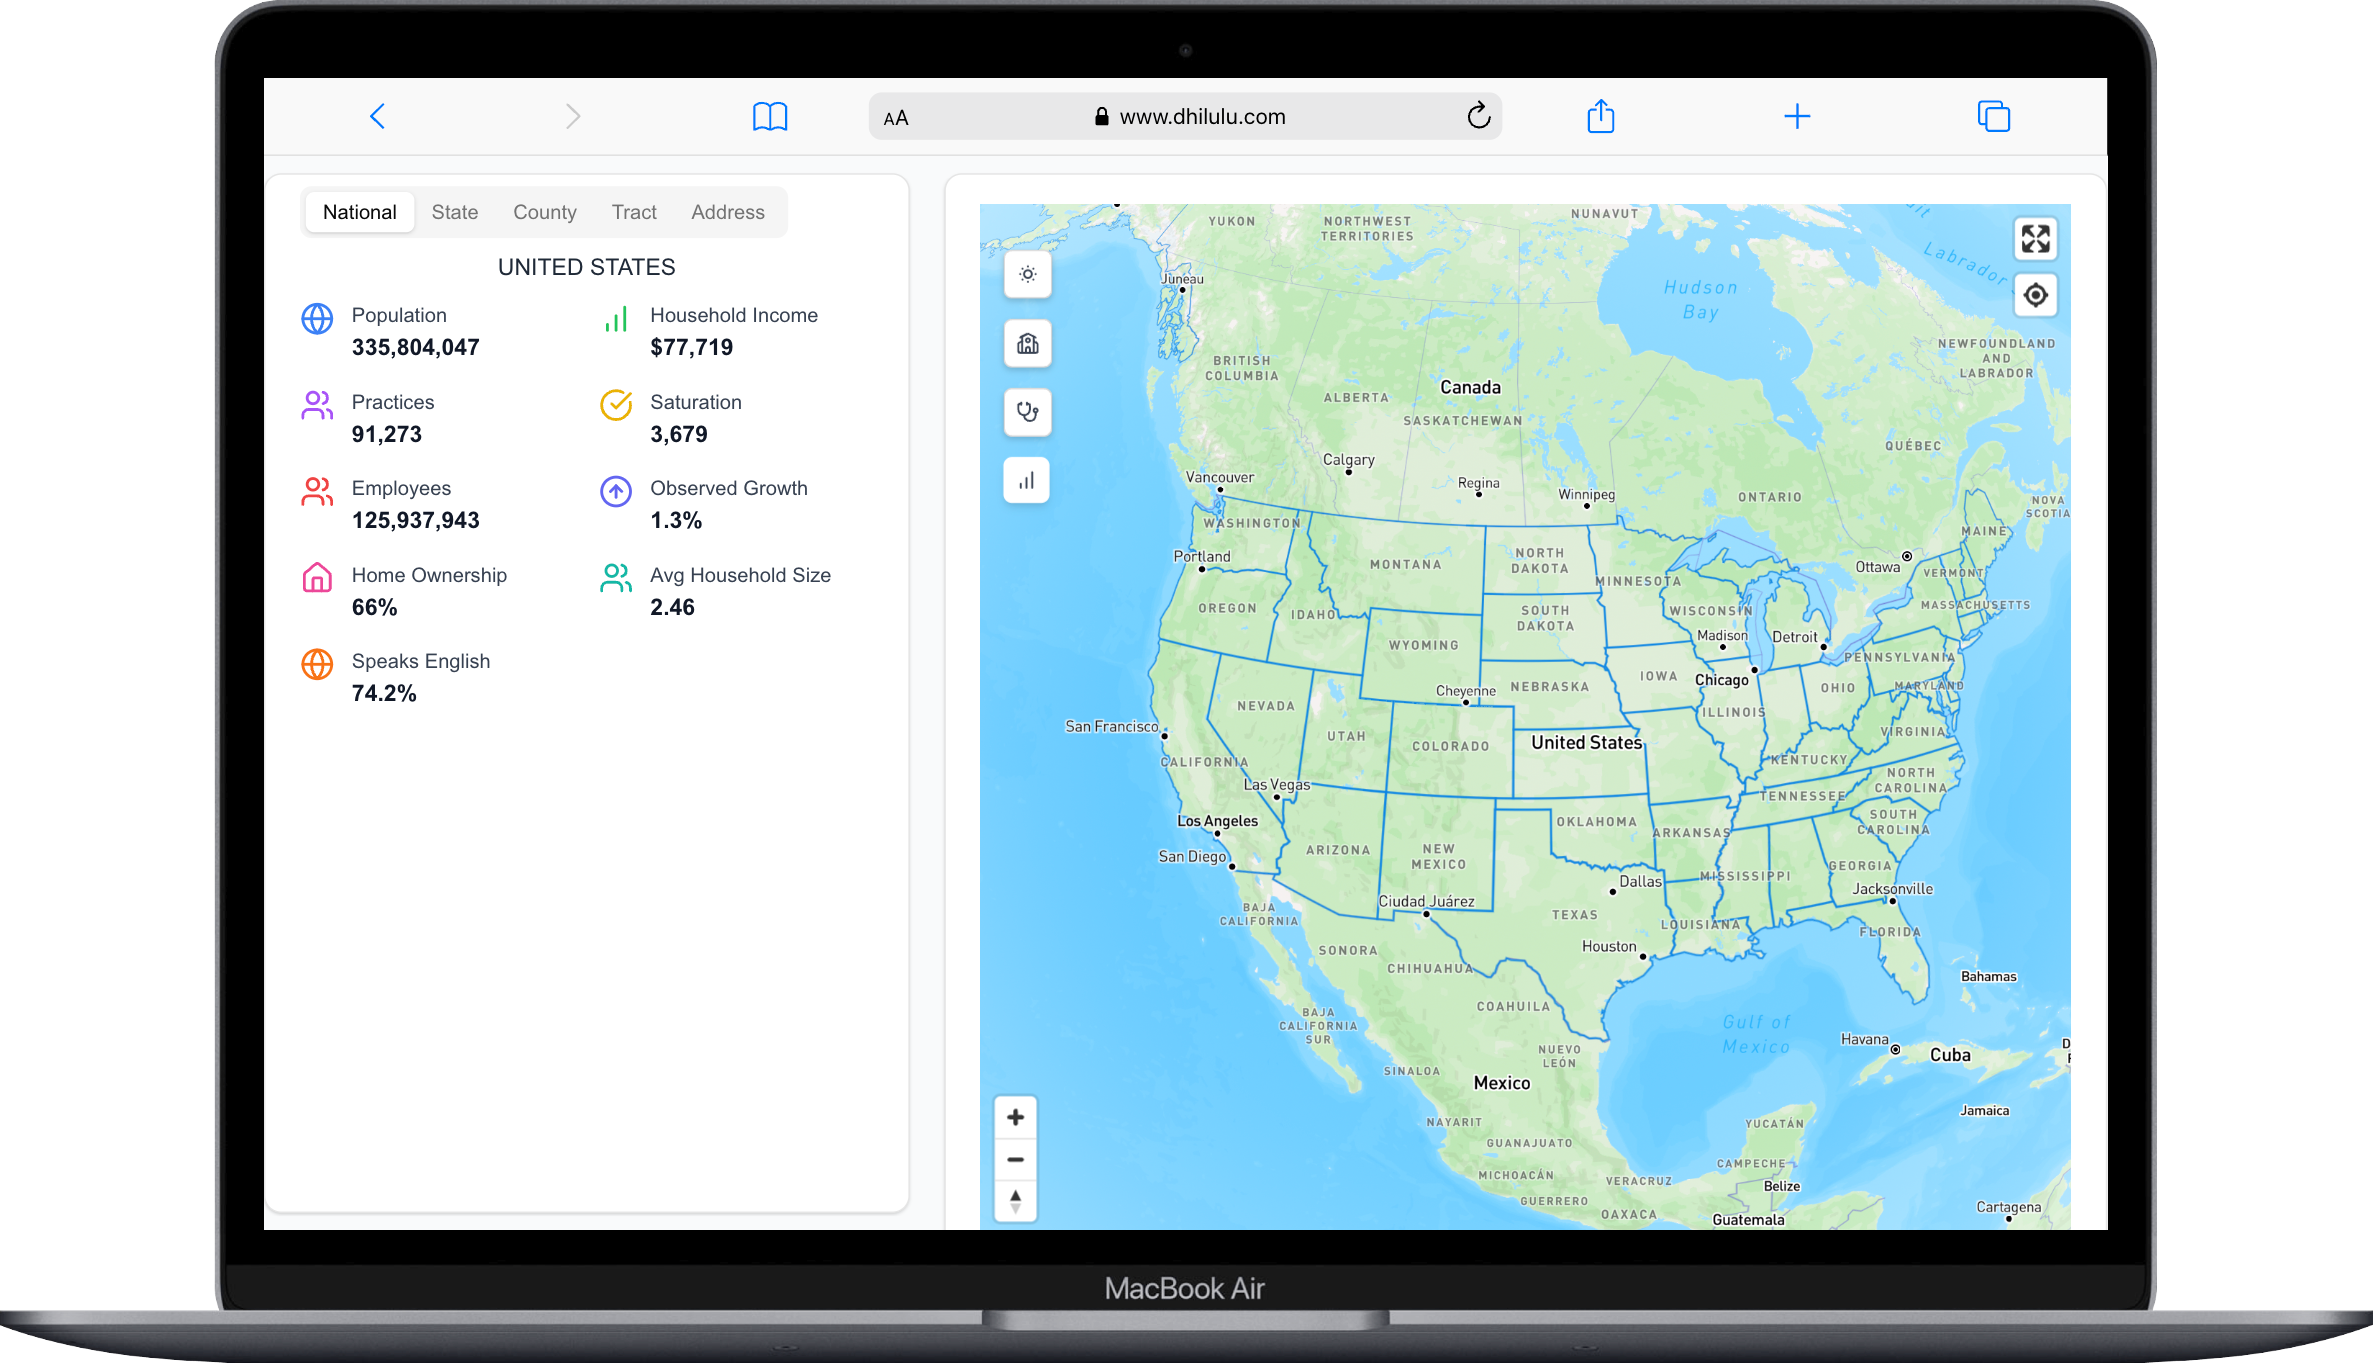 AA
www.dhilulu.com
National State County Tract Address
UNITED STATES
Population
335,804,047
Household Income
$77,719
Practices
91,273
Saturation
3,679
Employees
125,937,943
Observed Growth
1.3%
Home Ownership
66%
Avg Household Size
2.46
Speaks English
74.2%
YUKON
NORTHWEST
TERRITORIES
NUNAVUT
Labrador
Juneau
Hudson
Bay
NEWFOUNDLAND
AND
LABRADOR
BRITISH
COLUMBIA
Canada
ALBERTA
SASKATCHEWAN
QUÉBEC
Calgary
Vancouver
Regina
Winnipeg
ONTARIO
NOVA
SCOTIA
WASHINGTON
MAINE
Portland
MONTANA
NORTH
DAKOTA
MINNESOTA
Ottawa
VERMONT
OREGON
IDAHO
SOUTH
DAKOTA
WISCONSIN
MASSACHUSETTS
Madison
Detroit
WYOMING
PENNSYLVANIA
IOWA
Chicago
OHIO
MARYLAND
Cheyenne
NEBRASKA
NEVADA
ILLINOIS
San Francisco
UTAH
COLORADO
United States
VIRGINIA
CALIFORNIA
KENTUCKY
Las Vegas
NORTH
CAROLINA
TENNESSEE
Los Angeles
OKLAHOMA
ARKANSAS
SOUTH
CAROLINA
San Diego
ARIZONA
NEW
MEXICO
GEORGIA
MISSISSIPPI
Dallas
Jacksonville
Ciudad Juárez
BAJA
CALIFORNIA
TEXAS
LOUISIANA
FLORIDA
SONORA
Houston
CHIHUAHUA
Bahamas
COAHUILA
BAJA
CALIFORNIA
SUR
Gulf of
Mexico
Havana
Cuba
NUEVO
LEÓN
SINALOA
Mexico
Jamaica
NAYARIT
YUCATÁN
GUANAJUATO
CAMPECHE
MICHOACÁN
VERACRUZ
Belize
GUERRERO
OAXACA
Guatemala
Cartagena
MacBook Air